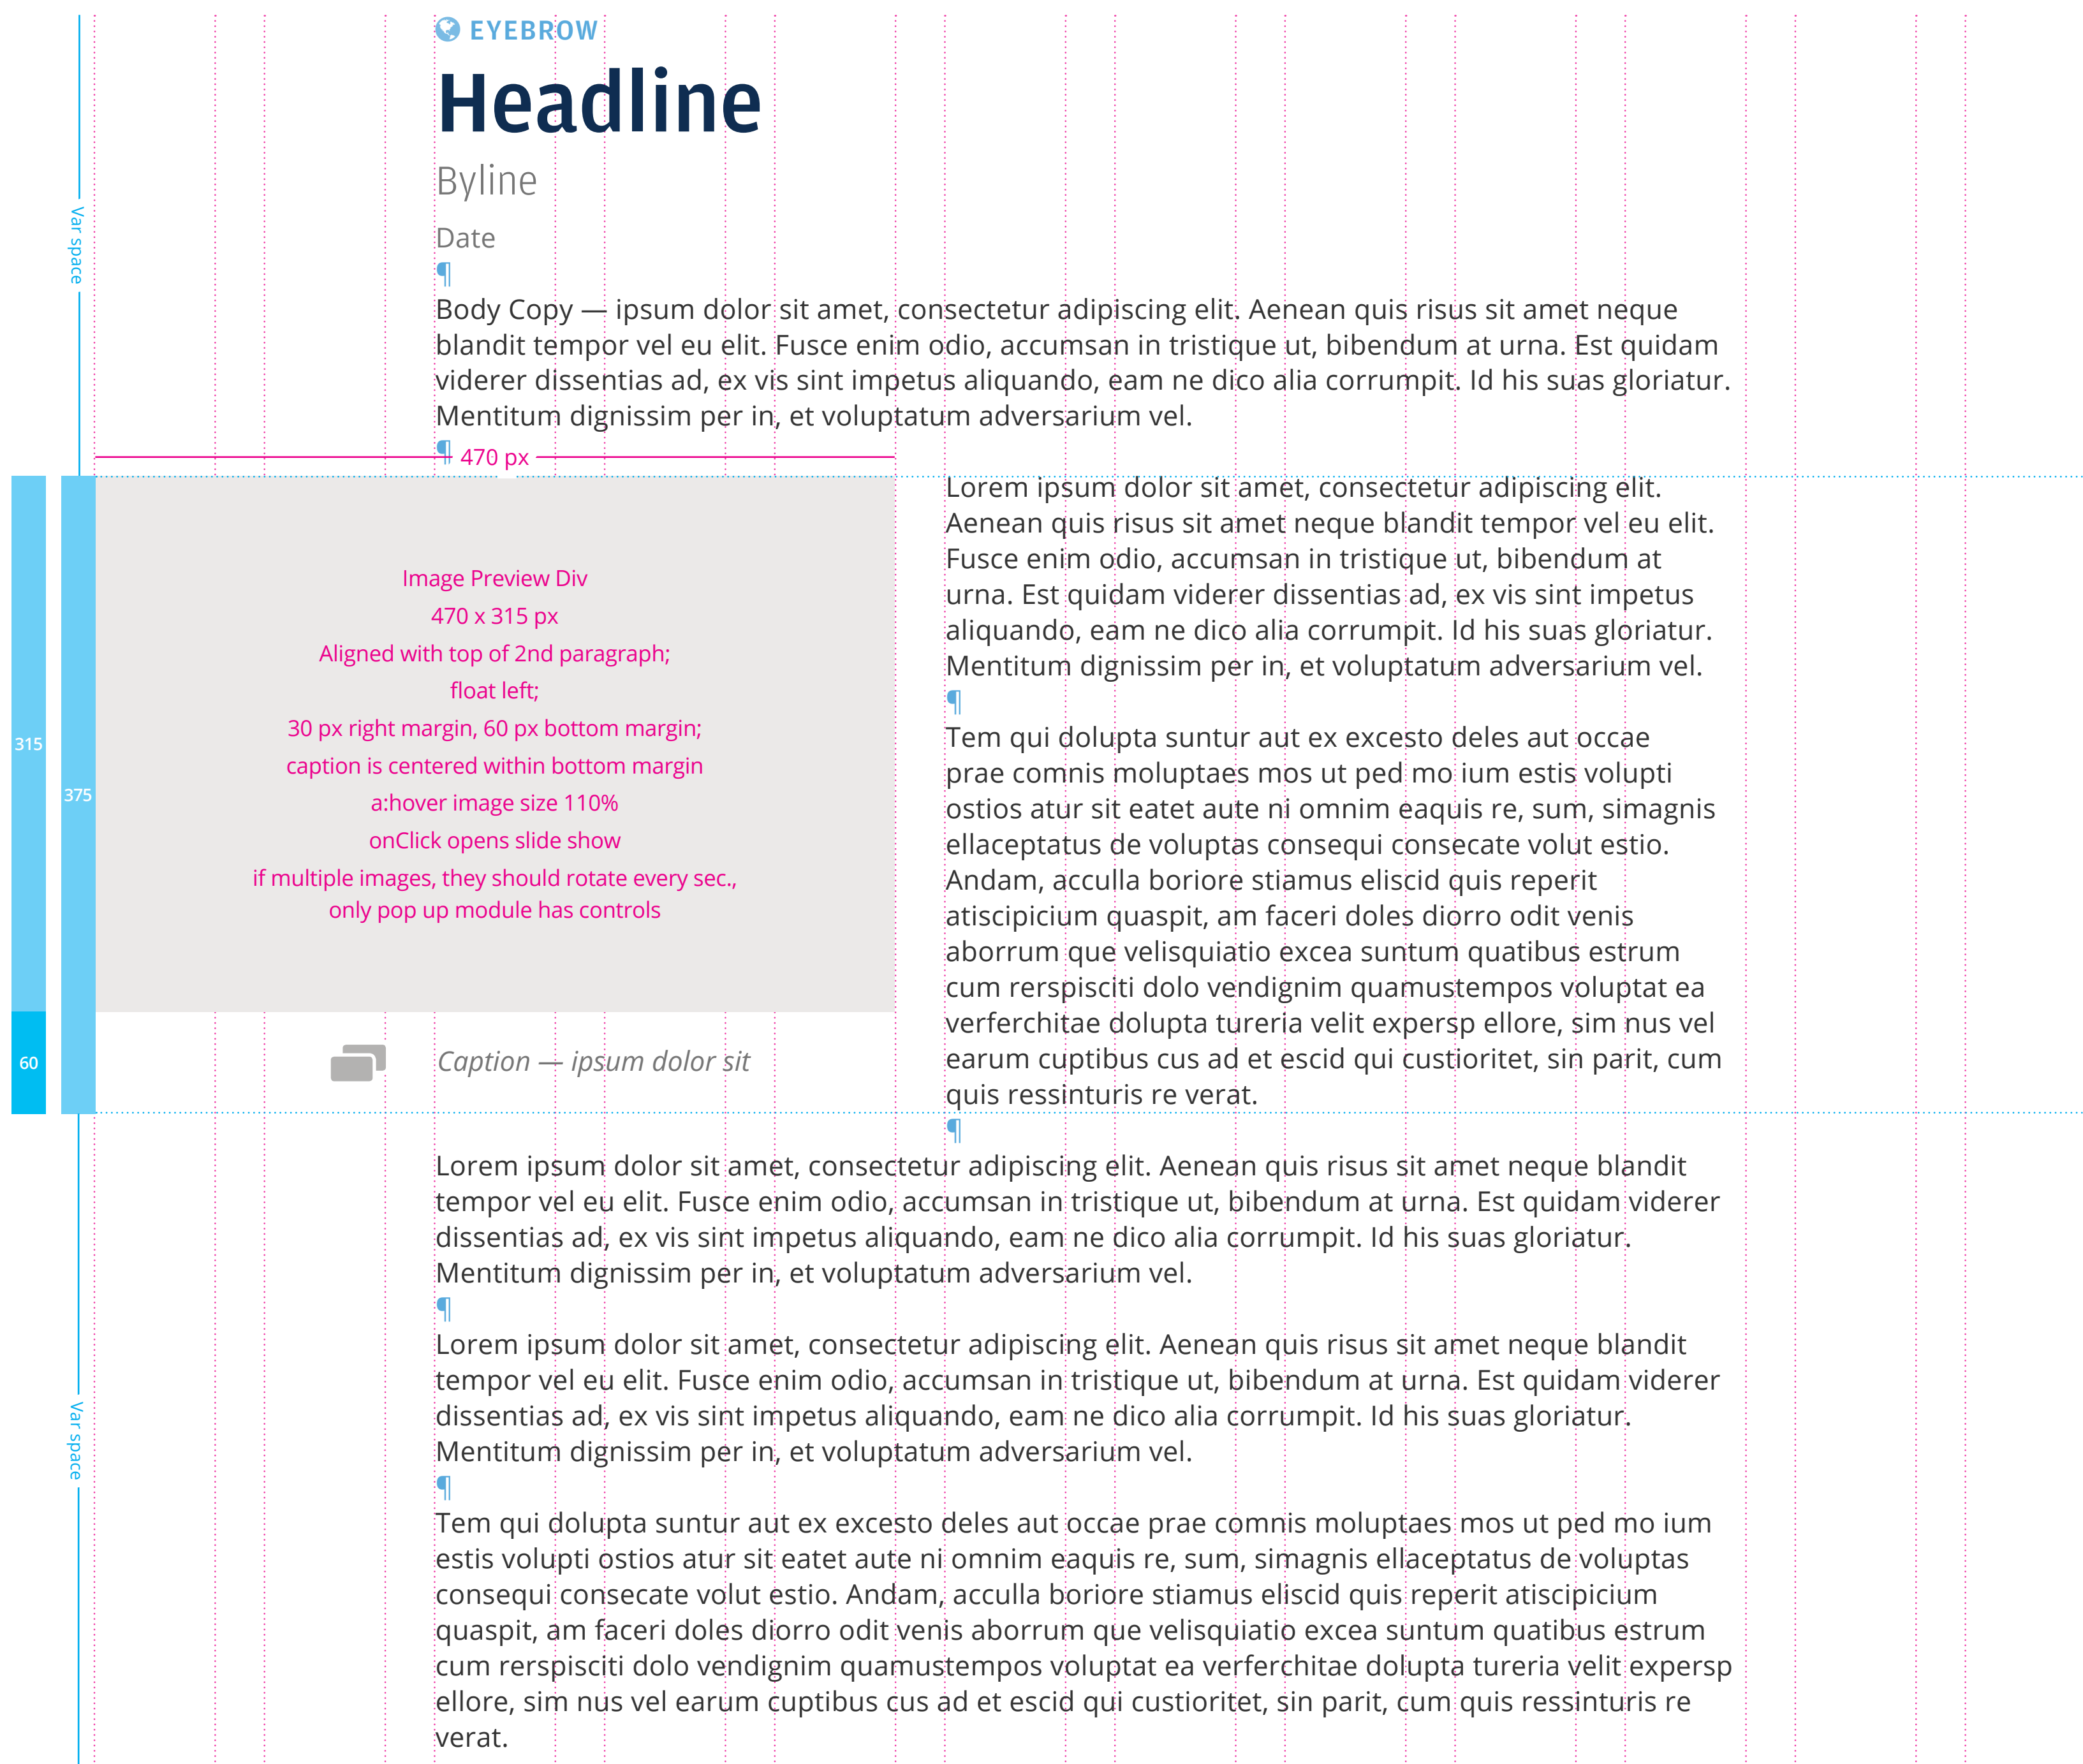 EYEBROW
Headline
Byline
Date
¶
Body Copy — ipsum dolor sit amet, consectetur adipiscing elit. Aenean quis risus sit amet neque
blandit tempor vel eu elit. Fusce enim odio, accumsan in tristique ut, bibendum at urna. Est quidam
viderer dissentias ad, ex vis sint impetus aliquando, eam ne dico alia corrumpit. Id his suas gloriatur.
Mentitum dignissim per in, et voluptatum adversarium vel.
¶
Var space
470 px
315
375
60
Image Preview Div
470 x 315 px
Aligned with top of 2nd paragraph;
float left;
30 px right margin, 60 px bottom margin;
caption is centered within bottom margin
a:hover image size 110%
onClick opens slide show
if multiple images, they should rotate every sec.,
only pop up module has controls
Caption — ipsum dolor sit
Lorem ipsum dolor sit amet, consectetur adipiscing elit.
Aenean quis risus sit amet neque blandit tempor vel eu elit.
Fusce enim odio, accumsan in tristique ut, bibendum at
urna. Est quidam viderer dissentias ad, ex vis sint impetus
aliquando, eam ne dico alia corrumpit. Id his suas gloriatur.
Mentitum dignissim per in, et voluptatum adversarium vel.
¶
Tem qui dolupta suntur aut ex excesto deles aut occae
prae comnis moluptaes mos ut ped mo ium estis volupti
ostios atur sit eatet aute ni omnim eaquis re, sum, simagnis
ellaceptatus de voluptas consequi consecate volut estio.
Andam, acculla boriore stiamus eliscid quis reperit
atiscipicium quaspit, am faceri doles diorro odit venis
aborrum que velisquiatio excea suntum quatibus estrum
cum rerspisciti dolo vendignim quamustempos voluptat ea
verferchitae dolupta tureria velit expersp ellore, sim nus vel
earum cuptibus cus ad et escid qui custioritet, sin parit, cum
quis ressinturis re verat.
¶
Lorem ipsum dolor sit amet, consectetur adipiscing elit. Aenean quis risus sit amet neque blandit
tempor vel eu elit. Fusce enim odio, accumsan in tristique ut, bibendum at urna. Est quidam viderer
dissentias ad, ex vis sint impetus aliquando, eam ne dico alia corrumpit. Id his suas gloriatur.
Mentitum dignissim per in, et voluptatum adversarium vel.
¶
Lorem ipsum dolor sit amet, consectetur adipiscing elit. Aenean quis risus sit amet neque blandit
tempor vel eu elit. Fusce enim odio, accumsan in tristique ut, bibendum at urna. Est quidam viderer
dissentias ad, ex vis sint impetus aliquando, eam ne dico alia corrumpit. Id his suas gloriatur.
Mentitum dignissim per in, et voluptatum adversarium vel.
Var space
¶
Tem qui dolupta suntur aut ex excesto deles aut occae prae comnis moluptaes mos ut ped mo ium
estis volupti ostios atur sit eatet aute ni omnim eaquis re, sum, simagnis ellaceptatus de voluptas
consequi consecate volut estio. Andam, acculla boriore stiamus eliscid quis reperit atiscipicium
quaspit, am faceri doles diorro odit venis aborrum que velisquiatio excea suntum quatibus estrum
cum rerspisciti dolo vendignim quamustempos voluptat ea verferchitae dolupta tureria velit expersp
ellore, sim nus vel earum cuptibus cus ad et escid qui custioritet, sin parit, cum quis ressinturis re
verat.